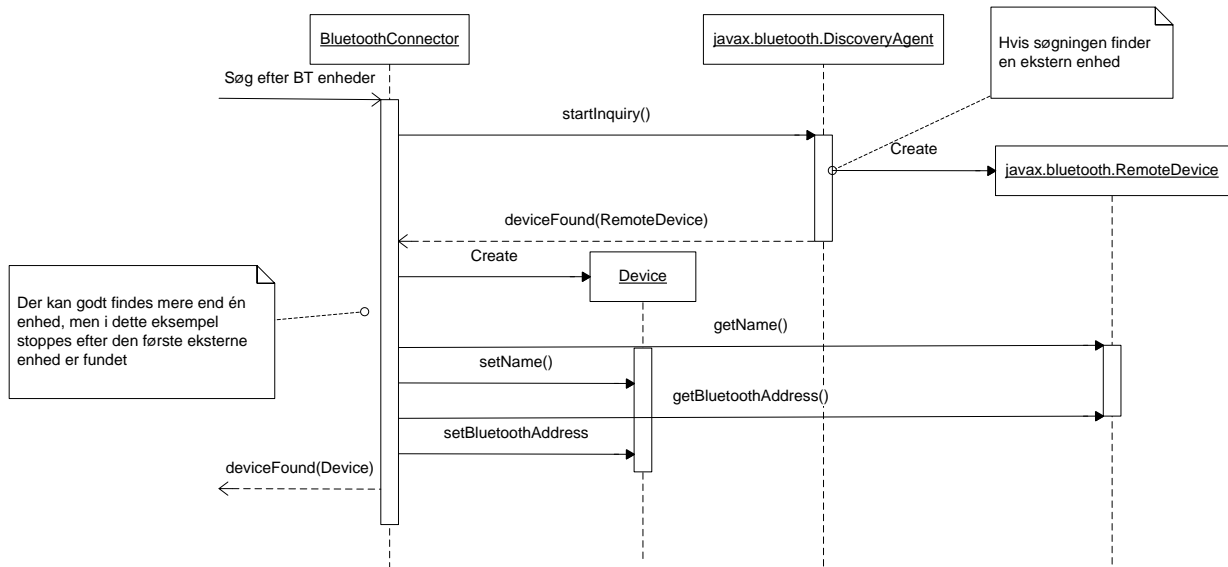 BluetoothConnector
javax.bluetooth.DiscoveryAgent
Hvis søgningen finder
en ekstern enhed
Søg efter BT enheder
startInquiry()
Create
javax.bluetooth.RemoteDevice
deviceFound(RemoteDevice)
Create
Device
Der kan godt findes mere end én
enhed, men i dette eksempel
stoppes efter den første eksterne
enhed er fundet
getName()
setName()
getBluetoothAddress()
setBluetoothAddress
deviceFound(Device)